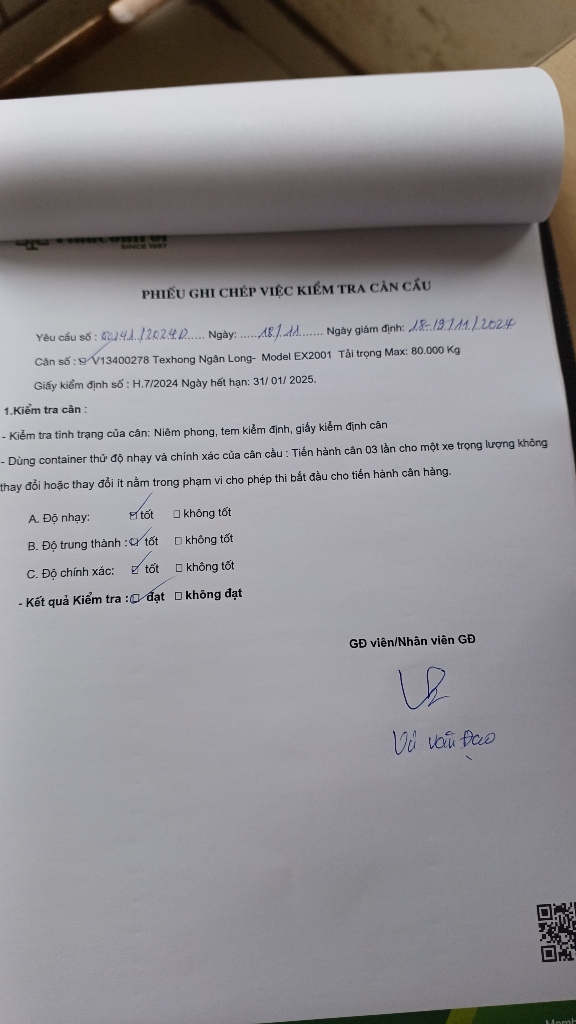 SINCE 1957
PHIẾU GHI CHÉP VIỆC KIỂM TRA CÂN CẦU
Yêu cầu số : /2024D..... Ngày: .....18/11....... Ngày giám định: 18-19/11/2024
Cân số : V13400278 Texhong Ngân Long- Model EX2001 Tải trọng Max: 80.000 Kg
Giấy kiểm định số : H.7/2024 Ngày hết hạn: 31/ 01/ 2025.
1.Kiểm tra cân :
- Kiểm tra tình trạng của cân: Niêm phong, tem kiểm định, giấy kiểm định cân
- Dùng container thử độ nhạy và chính xác của cân cầu : Tiến hành cân 03 lần cho một xe trọng lượng không
thay đổi hoặc thay đổi ít nằm trong phạm vi cho phép thì bắt đầu cho tiến hành cân hàng.
A. Độ nhạy: ☑ tốt ☐ không tốt
B. Độ trung thành : ☑ tốt ☐ không tốt
C. Độ chính xác: ☑ tốt ☐ không tốt
- Kết quả Kiểm tra : ☑ đạt ☐ không đạt
GĐ viên/Nhân viên GĐ
Vũ Văn Đạo